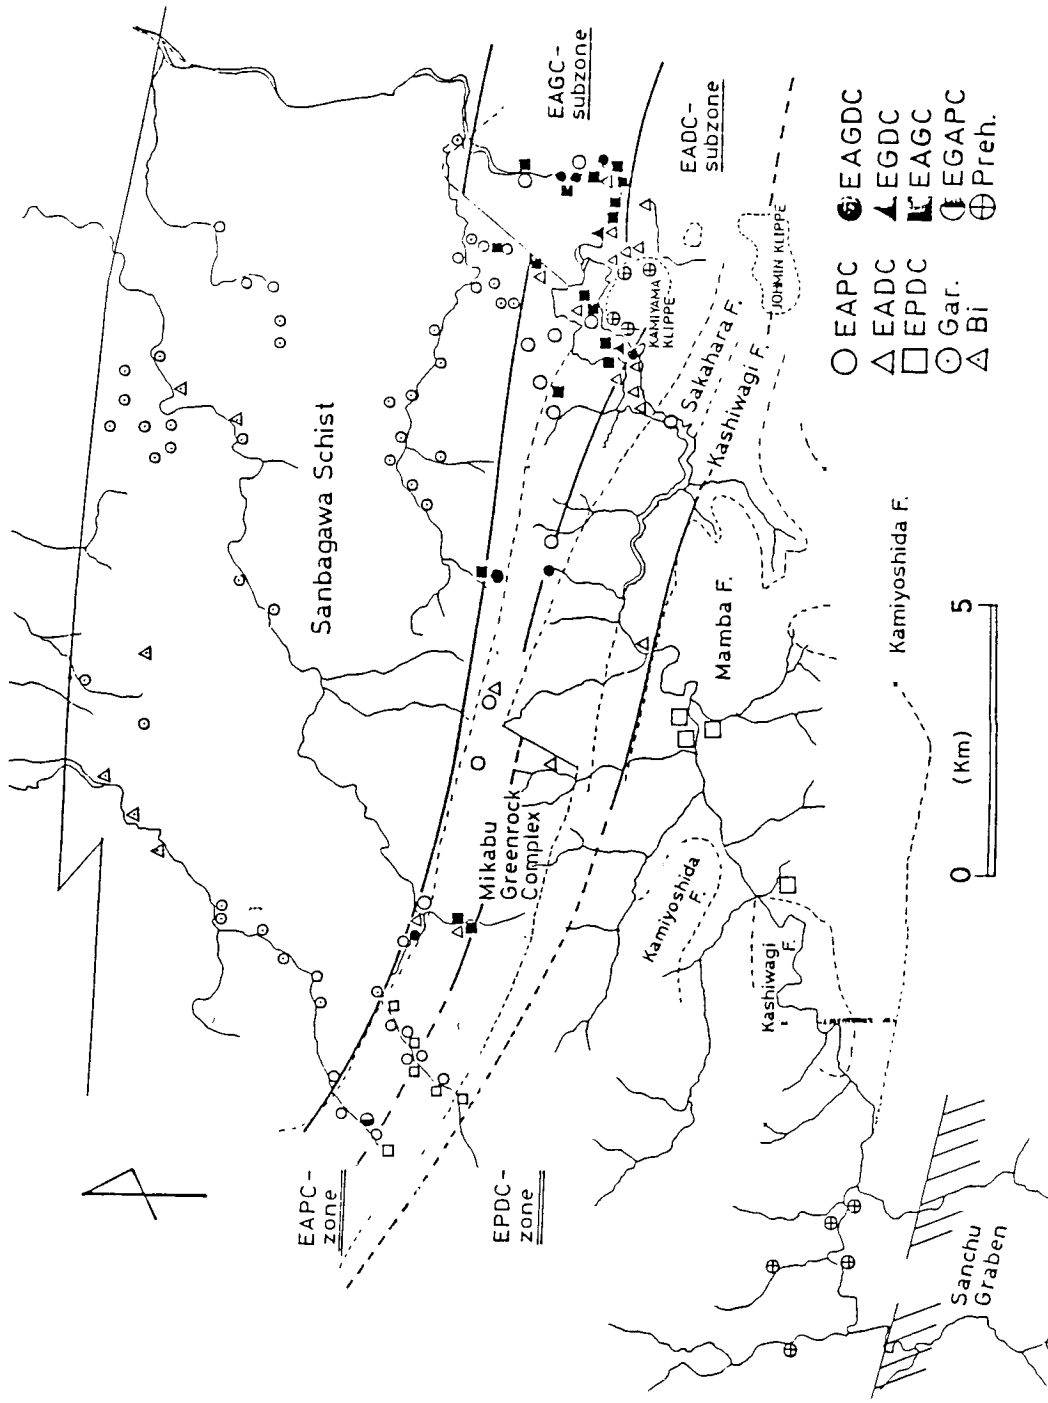 EAGC-
subzone
EADC-
subzone
Sanbagawa Schist
KAMIYAMA
KLIPPE
JOHMIN KLIPPE
Sakahara F.
Kashiwagi F.
Mikabu
Greenrock
Complex
Mamba F.
Kamiyoshida F.
Kamiyoshida
F.
Kashiwagi
F.
EAPC-
zone
EPDC-
zone
Sanchu
Graben
0 5
(Km)
EAPC
EADC
EPDC
Gar.
Bi
EAGDC
EGDC
EAGC
EGAPC
Preh.